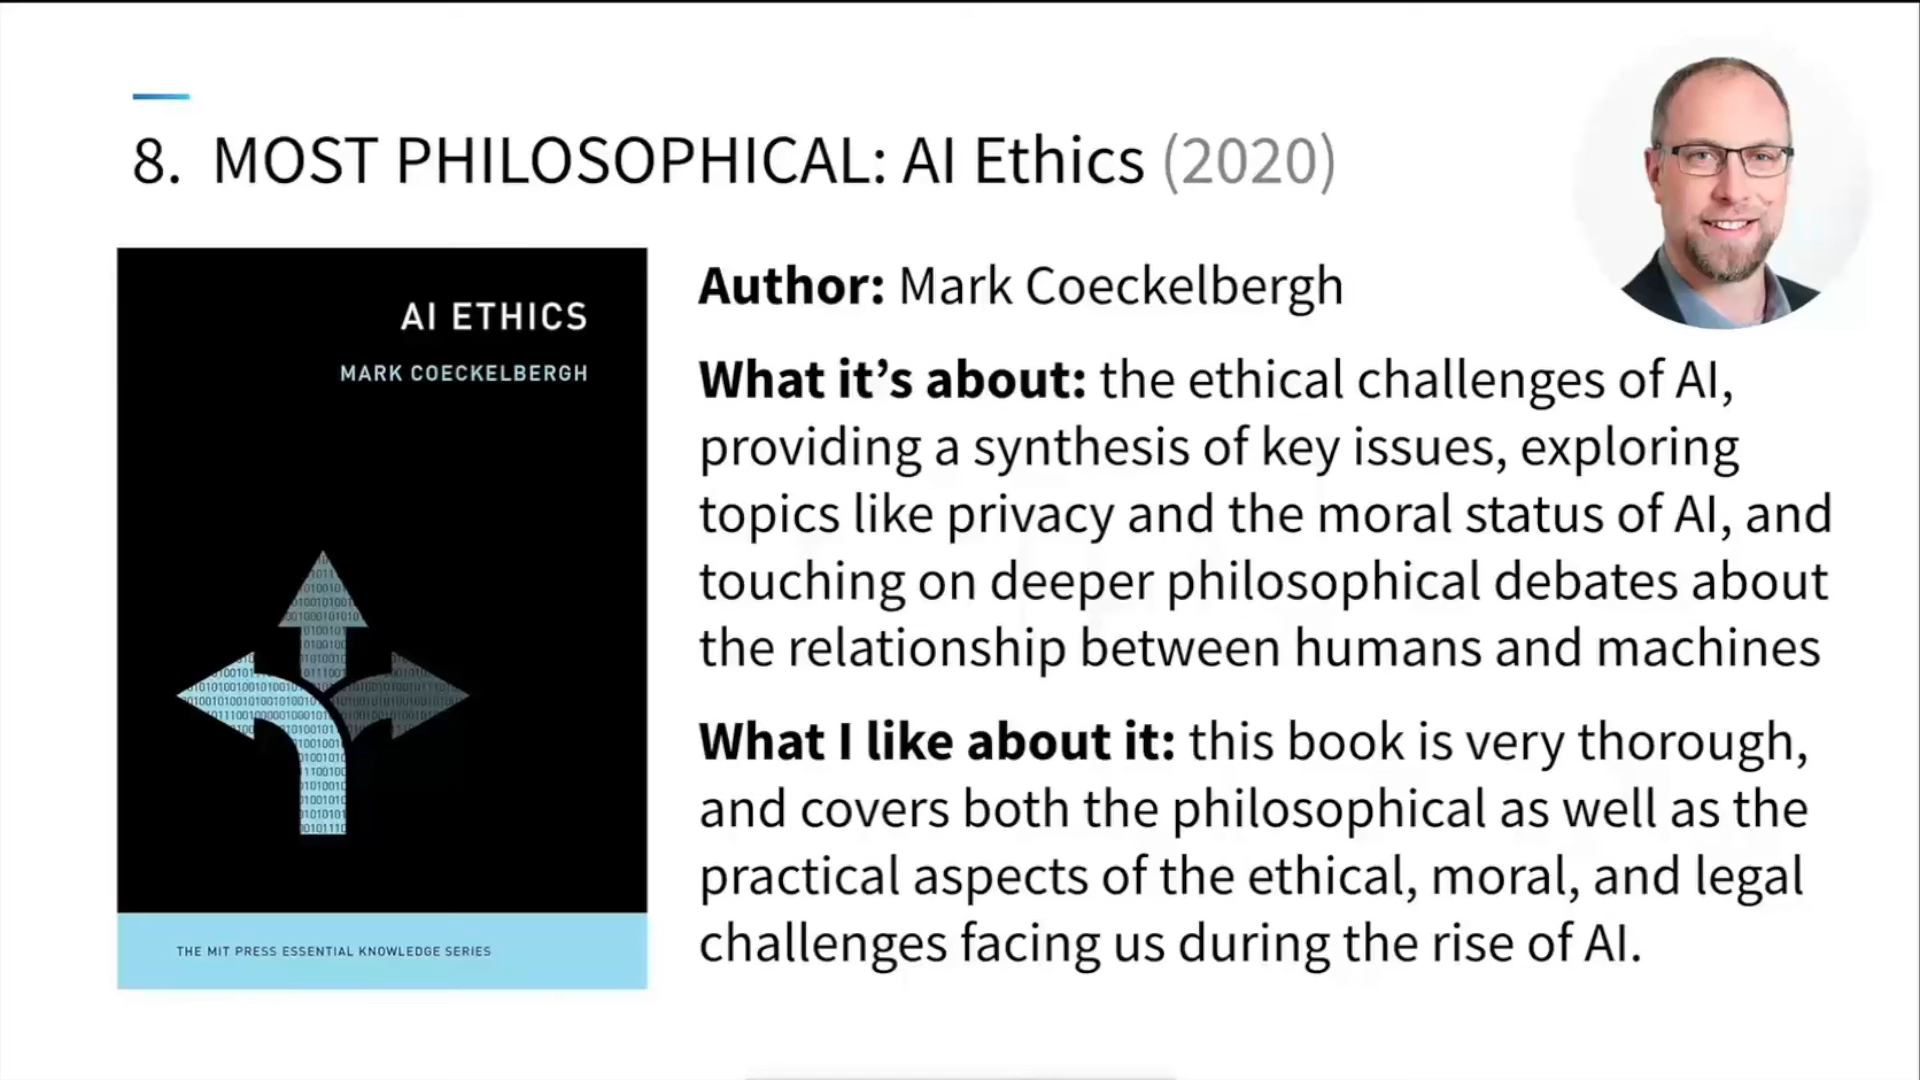 8. MOST PHILOSOPHICAL: AI Ethics (2020)
AI ETHICS
MARK COECKELBERGH
THE MIT PRESS ESSENTIAL KNOWLEDGE SERIES
Author: Mark Coeckelbergh
What it’s about: the ethical challenges of AI,
providing a synthesis of key issues, exploring
topics like privacy and the moral status of AI, and
touching on deeper philosophical debates about
the relationship between humans and machines
What I like about it: this book is very thorough,
and covers both the philosophical as well as the
practical aspects of the ethical, moral, and legal
challenges facing us during the rise of AI.